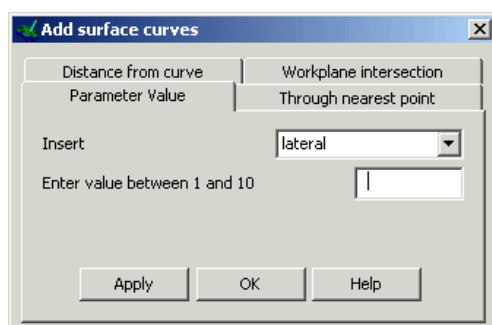 Add surface curves
Distance from curve Workplane intersection
Parameter Value Through nearest point
Insert lateral
Enter value between 1 and 10
Apply OK Help